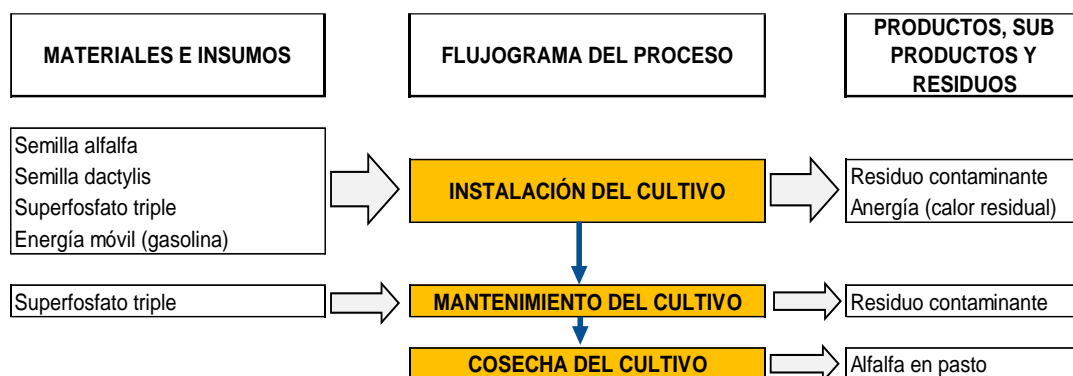 MATERIALES E INSUMOS
FLUJOGRAMA DEL PROCESO
PRODUCTOS, SUB
PRODUCTOS Y
RESIDUOS
Semilla alfalfa
Semilla dactylis
Superfosfato triple
Energía móvil (gasolina)
INSTALACIÓN DEL CULTIVO
Residuo contaminante
Anergía (calor residual)
Superfosfato triple
MANTENIMIENTO DEL CULTIVO
Residuo contaminante
COSECHA DEL CULTIVO
Alfalfa en pasto